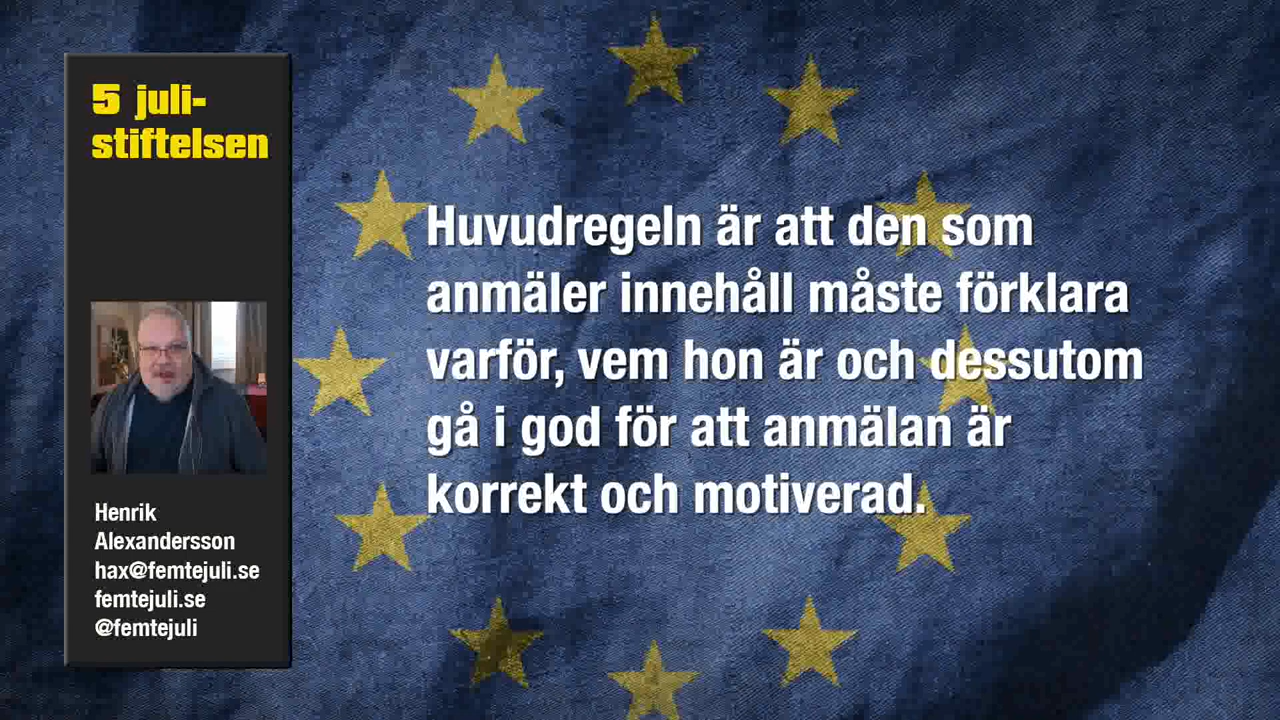 5 juli-
stiftelsen
Henrik
Alexandersson
hax@femtejuli.se
femtejuli.se
@femtejuli
Huvudregeln är att den som
anmäler innehåll måste förklara
varför, vem hon är och dessutom
gå i god för att anmälan är
korrekt och motiverad.